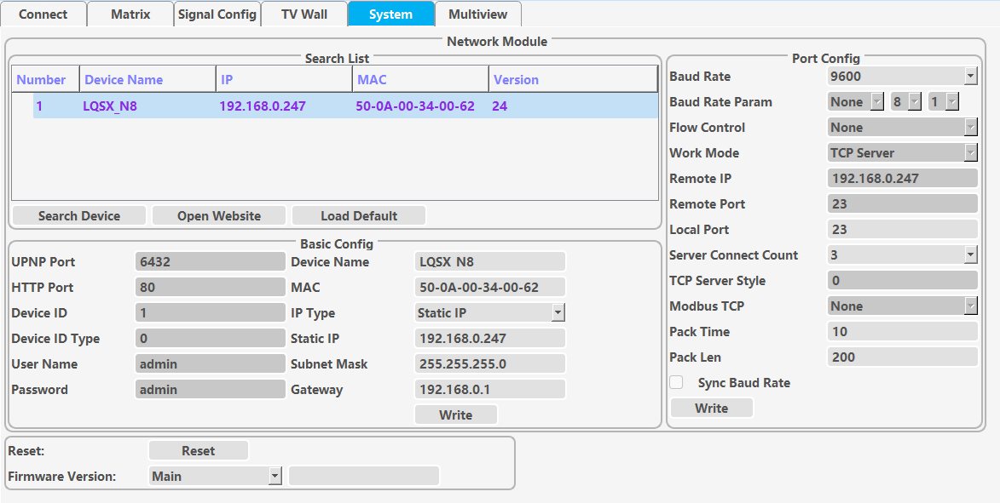 Connect Matrix Signal Config TV Wall System Multiview
Network Module
Search List
Number Device Name IP MAC Version
1 LQSX_N8 192.168.0.247 50-0A-00-34-00-62 24
Search Device Open Website Load Default
Basic Config
UPNP Port 6432 Device Name LQSX_N8
HTTP Port 80 MAC 50-0A-00-34-00-62
Device ID 1 IP Type Static IP
Device ID Type 0 Static IP 192.168.0.247
User Name admin Subnet Mask 255.255.255.0
Password admin Gateway 192.168.0.1
Write
Port Config
Baud Rate 9600
Baud Rate Param None 8 1
Flow Control None
Work Mode TCP Server
Remote IP 192.168.0.247
Remote Port 23
Local Port 23
Server Connect Count 3
TCP Server Style 0
Modbus TCP None
Pack Time 10
Pack Len 200
Sync Baud Rate
Write
Reset: Reset
Firmware Version: Main